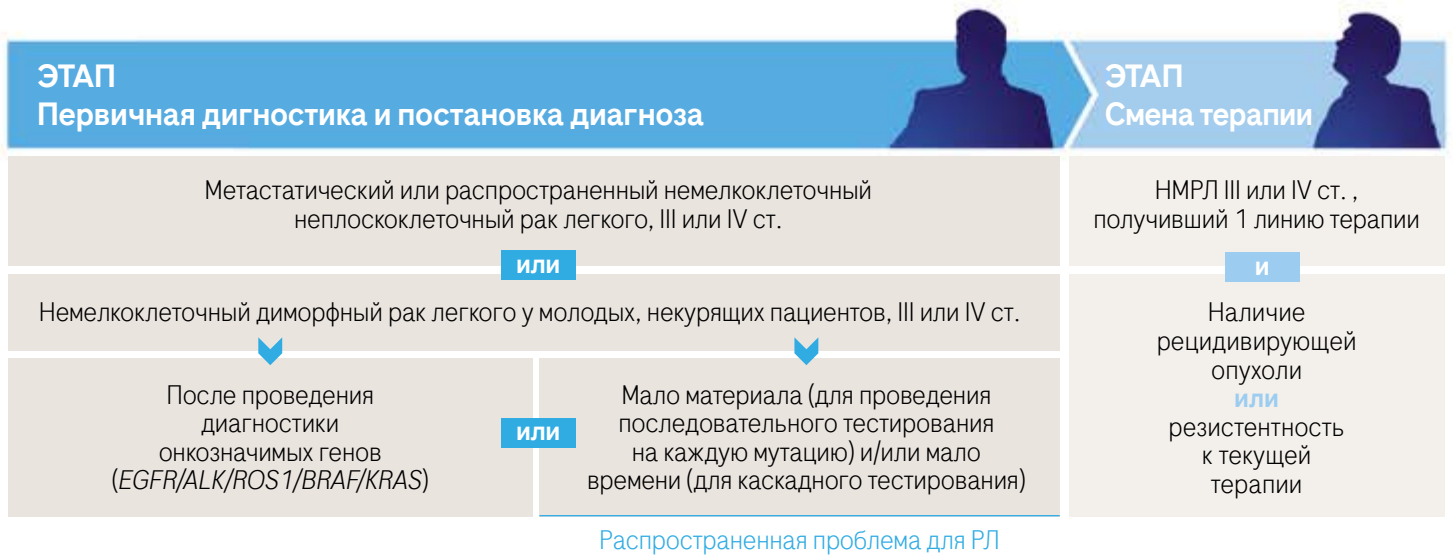 ЭТАП
Первичная дигностика и постановка диагноза
Метастатический или распространенный немелкоклеточный
неплоскоклеточный рак легкого, III или IV ст.
или
Немелкоклеточный диморфный рак легкого у молодых, некурящих пациентов, III или IV ст.
После проведения
диагностики
онкозначимых генов
(EGFR/ALK/ROS1/BRAF/KRAS)
или
Мало материала (для проведения
последовательного тестирования
на каждую мутацию) и/или мало
времени (для каскадного тестирования)
Распространенная проблема для РЛ
ЭТАП
Смена терапии
НМРЛ III или IV ст. ,
получивший 1 линию терапии
и
Наличие
рецидивирующей
опухоли
или
резистентность
к текущей
терапии